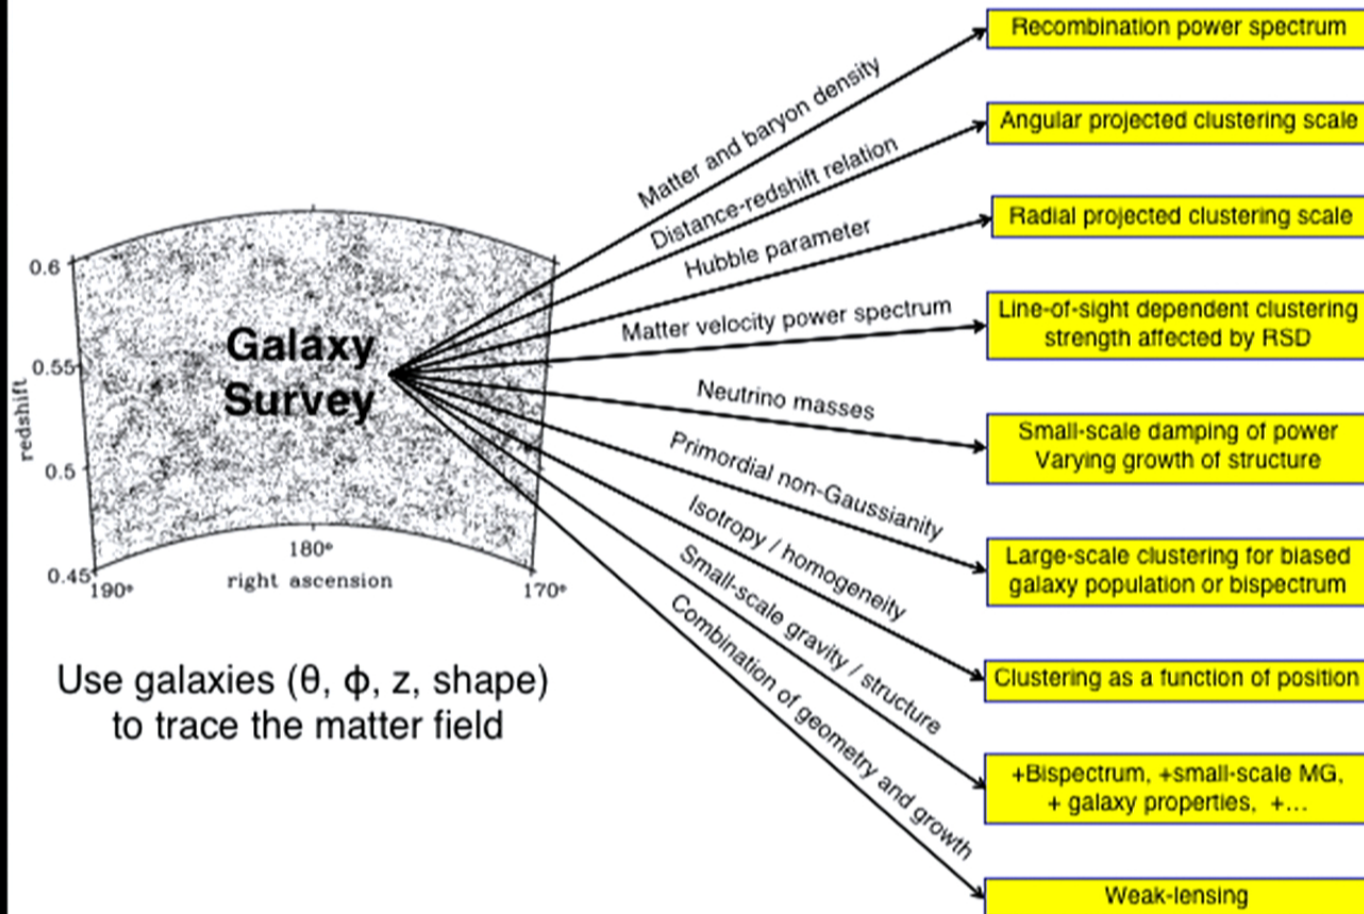 Recombination power spectrum
Matter and baryon density
Angular projected clustering scale
Distance-redshift relation
Radial projected clustering scale
Hubble parameter
Line-of-sight dependent clustering
strength affected by RSD
Matter velocity power spectrum
Neutrino masses
Small-scale damping of power
Varying growth of structure
Primordial non-Gaussianity
Large-scale clustering for biased
galaxy population or bispectrum
Isotropy / homogeneity
Clustering as a function of position
Small-scale gravity / structure
+Bispectrum, +small-scale MG,
+ galaxy properties, +...
Combination of geometry and growth
Weak-lensing
Galaxy
Survey
0.6
0.55
0.5
0.45
redshift
190°
180°
170°
right ascension
Use galaxies (θ, ϕ, z, shape)
to trace the matter field